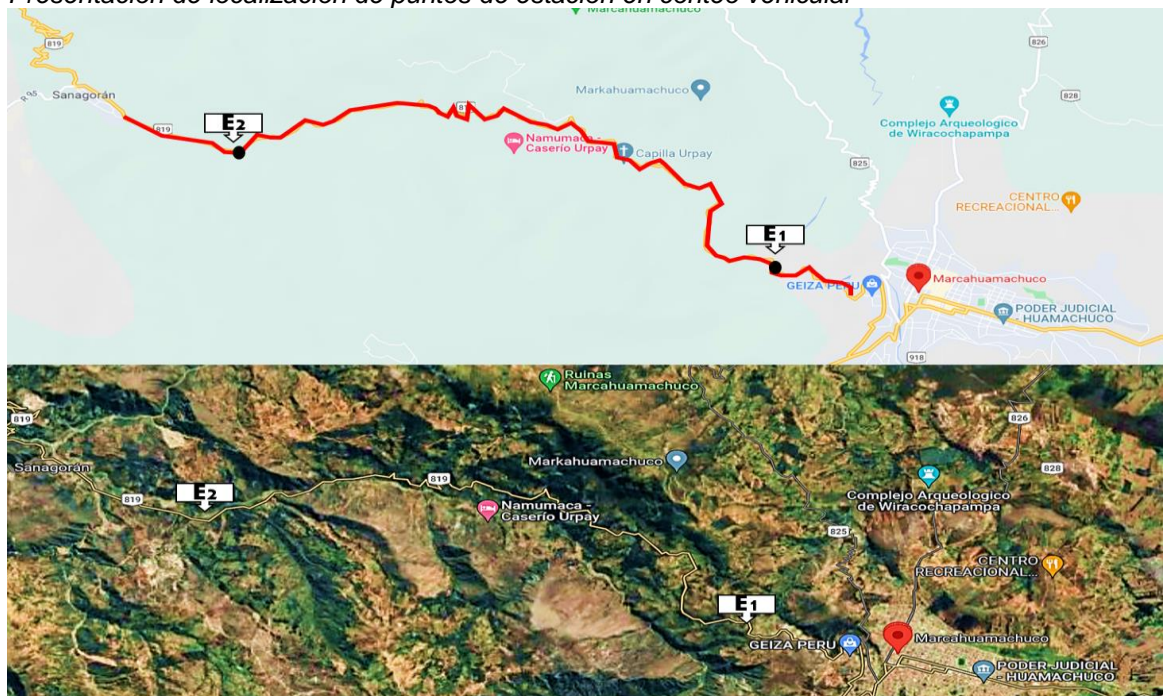 Presentación de localización de puntos de estación en conteo vehicular
Marcahuamachuco
819
826
Sanagorán
Markahuamachuco
828
E2
819
Complejo Arqueologico
de Wiracochapampa
Namumaca -
Caserío Urpay
Capilla Urpay
825
CENTRO
RECREACIONAL...
E1
GEIZA PERU
Marcahuamachuco
PODER JUDICIAL
- HUAMACHUCO
918
Ruinas
Marcahuamachuco
819
826
Sanagorán
Markahuamachuco
819
828
E2
819
Complejo Arqueologico
de Wiracochapampa
Namumaca -
Caserío Urpay
825
CENTRO
RECREACIONAL...
E1
GEIZA PERU
Marcahuamachuco
PODER JUDICIAL
- HUAMACHUCO